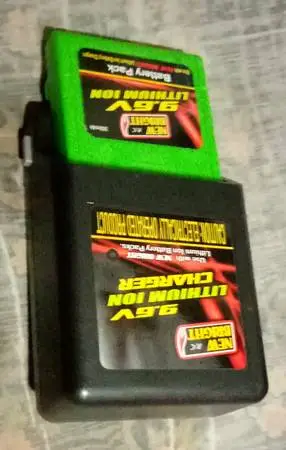 R/C
NEW
BRIGHT
9.6V
LITHIUM ION
CHARGER
Use with NEW BRIGHT
Lithium Ion Battery Packs.
CAUTION-ELECTRICALLY OPERATED PRODUCT
R/C
NEW
BRIGHT
9.6V
LITHIUM ION
Battery Pack